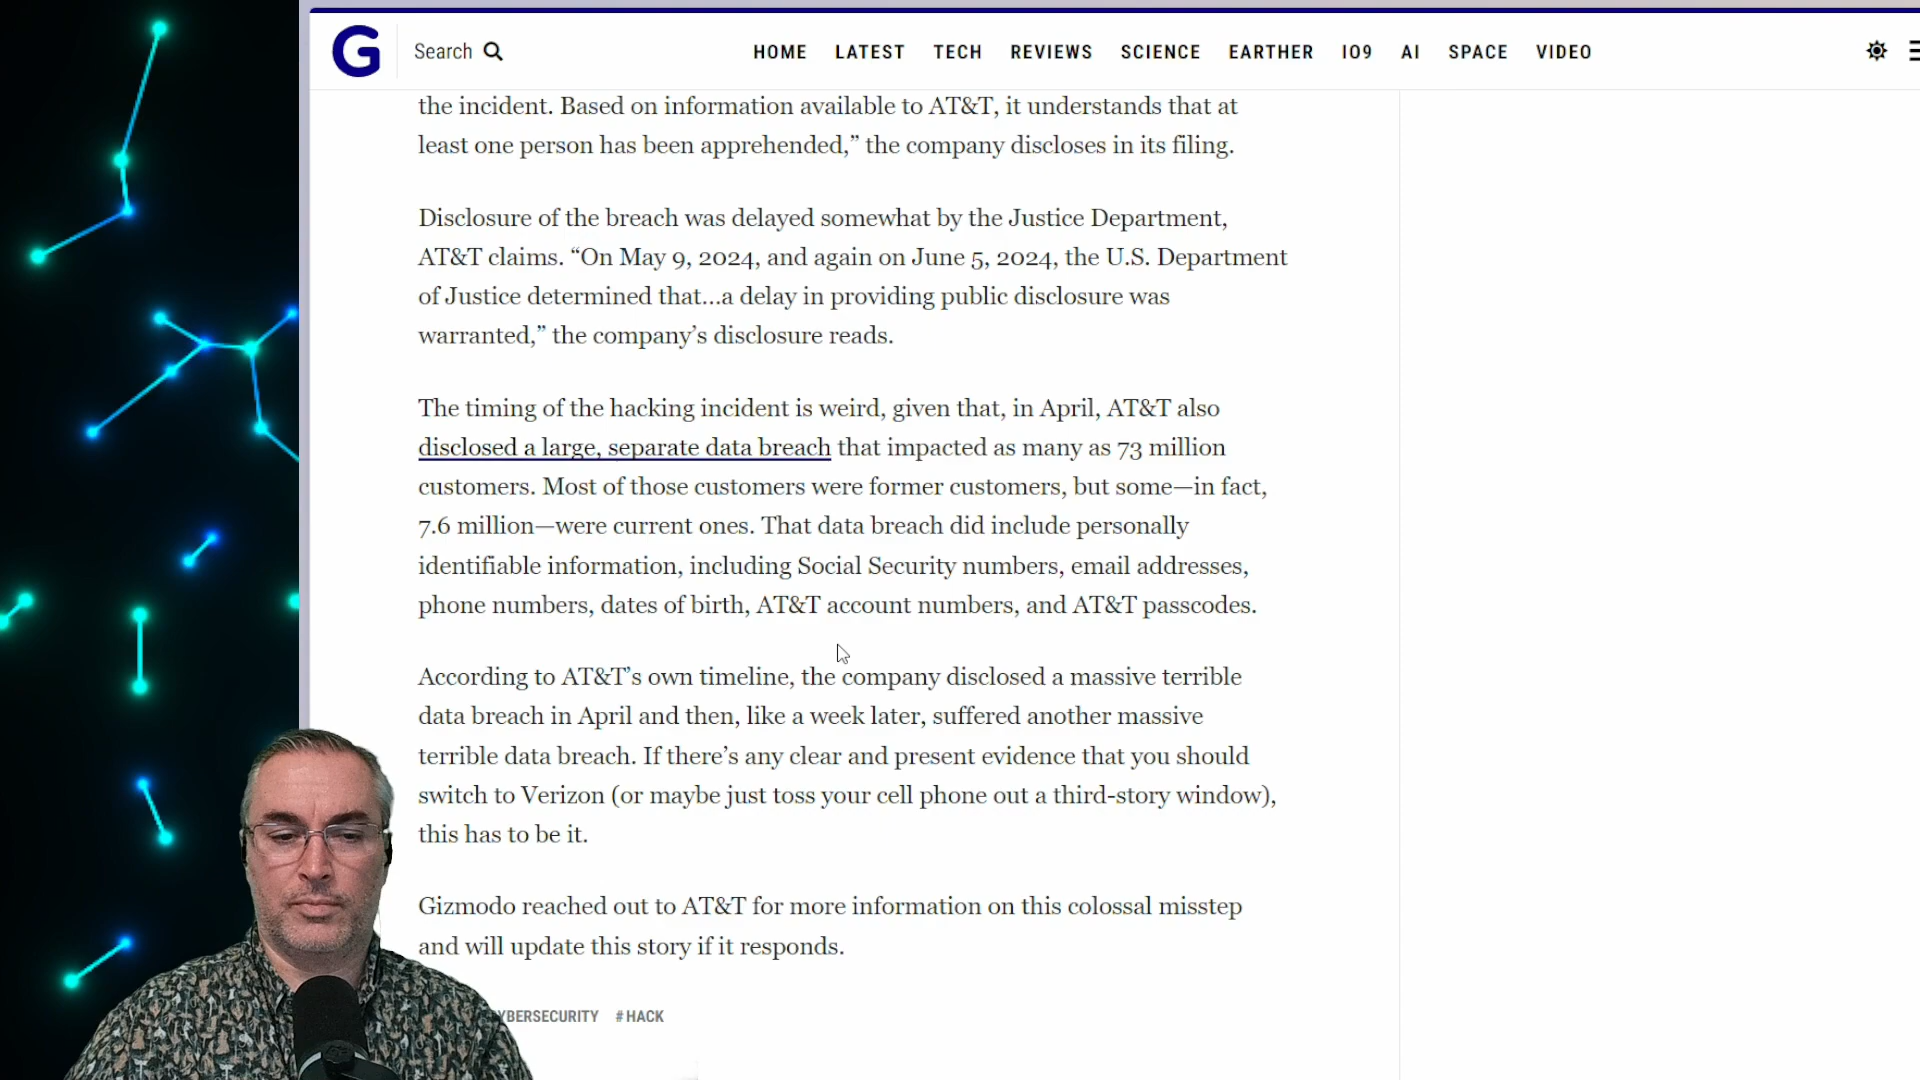 G
Search
HOME LATEST TECH REVIEWS SCIENCE EARTHER IO9 AI SPACE VIDEO
the incident. Based on information available to AT&T, it understands that at
least one person has been apprehended,” the company discloses in its filing.
Disclosure of the breach was delayed somewhat by the Justice Department,
AT&T claims. “On May 9, 2024, and again on June 5, 2024, the U.S. Department
of Justice determined that…a delay in providing public disclosure was
warranted,” the company’s disclosure reads.
The timing of the hacking incident is weird, given that, in April, AT&T also
disclosed a large, separate data breach that impacted as many as 73 million
customers. Most of those customers were former customers, but some—in fact,
7.6 million—were current ones. That data breach did include personally
identifiable information, including Social Security numbers, email addresses,
phone numbers, dates of birth, AT&T account numbers, and AT&T passcodes.
According to AT&T’s own timeline, the company disclosed a massive terrible
data breach in April and then, like a week later, suffered another massive
terrible data breach. If there’s any clear and present evidence that you should
switch to Verizon (or maybe just toss your cell phone out a third-story window),
this has to be it.
Gizmodo reached out to AT&T for more information on this colossal misstep
and will update this story if it responds.
YBERSECURITY #HACK